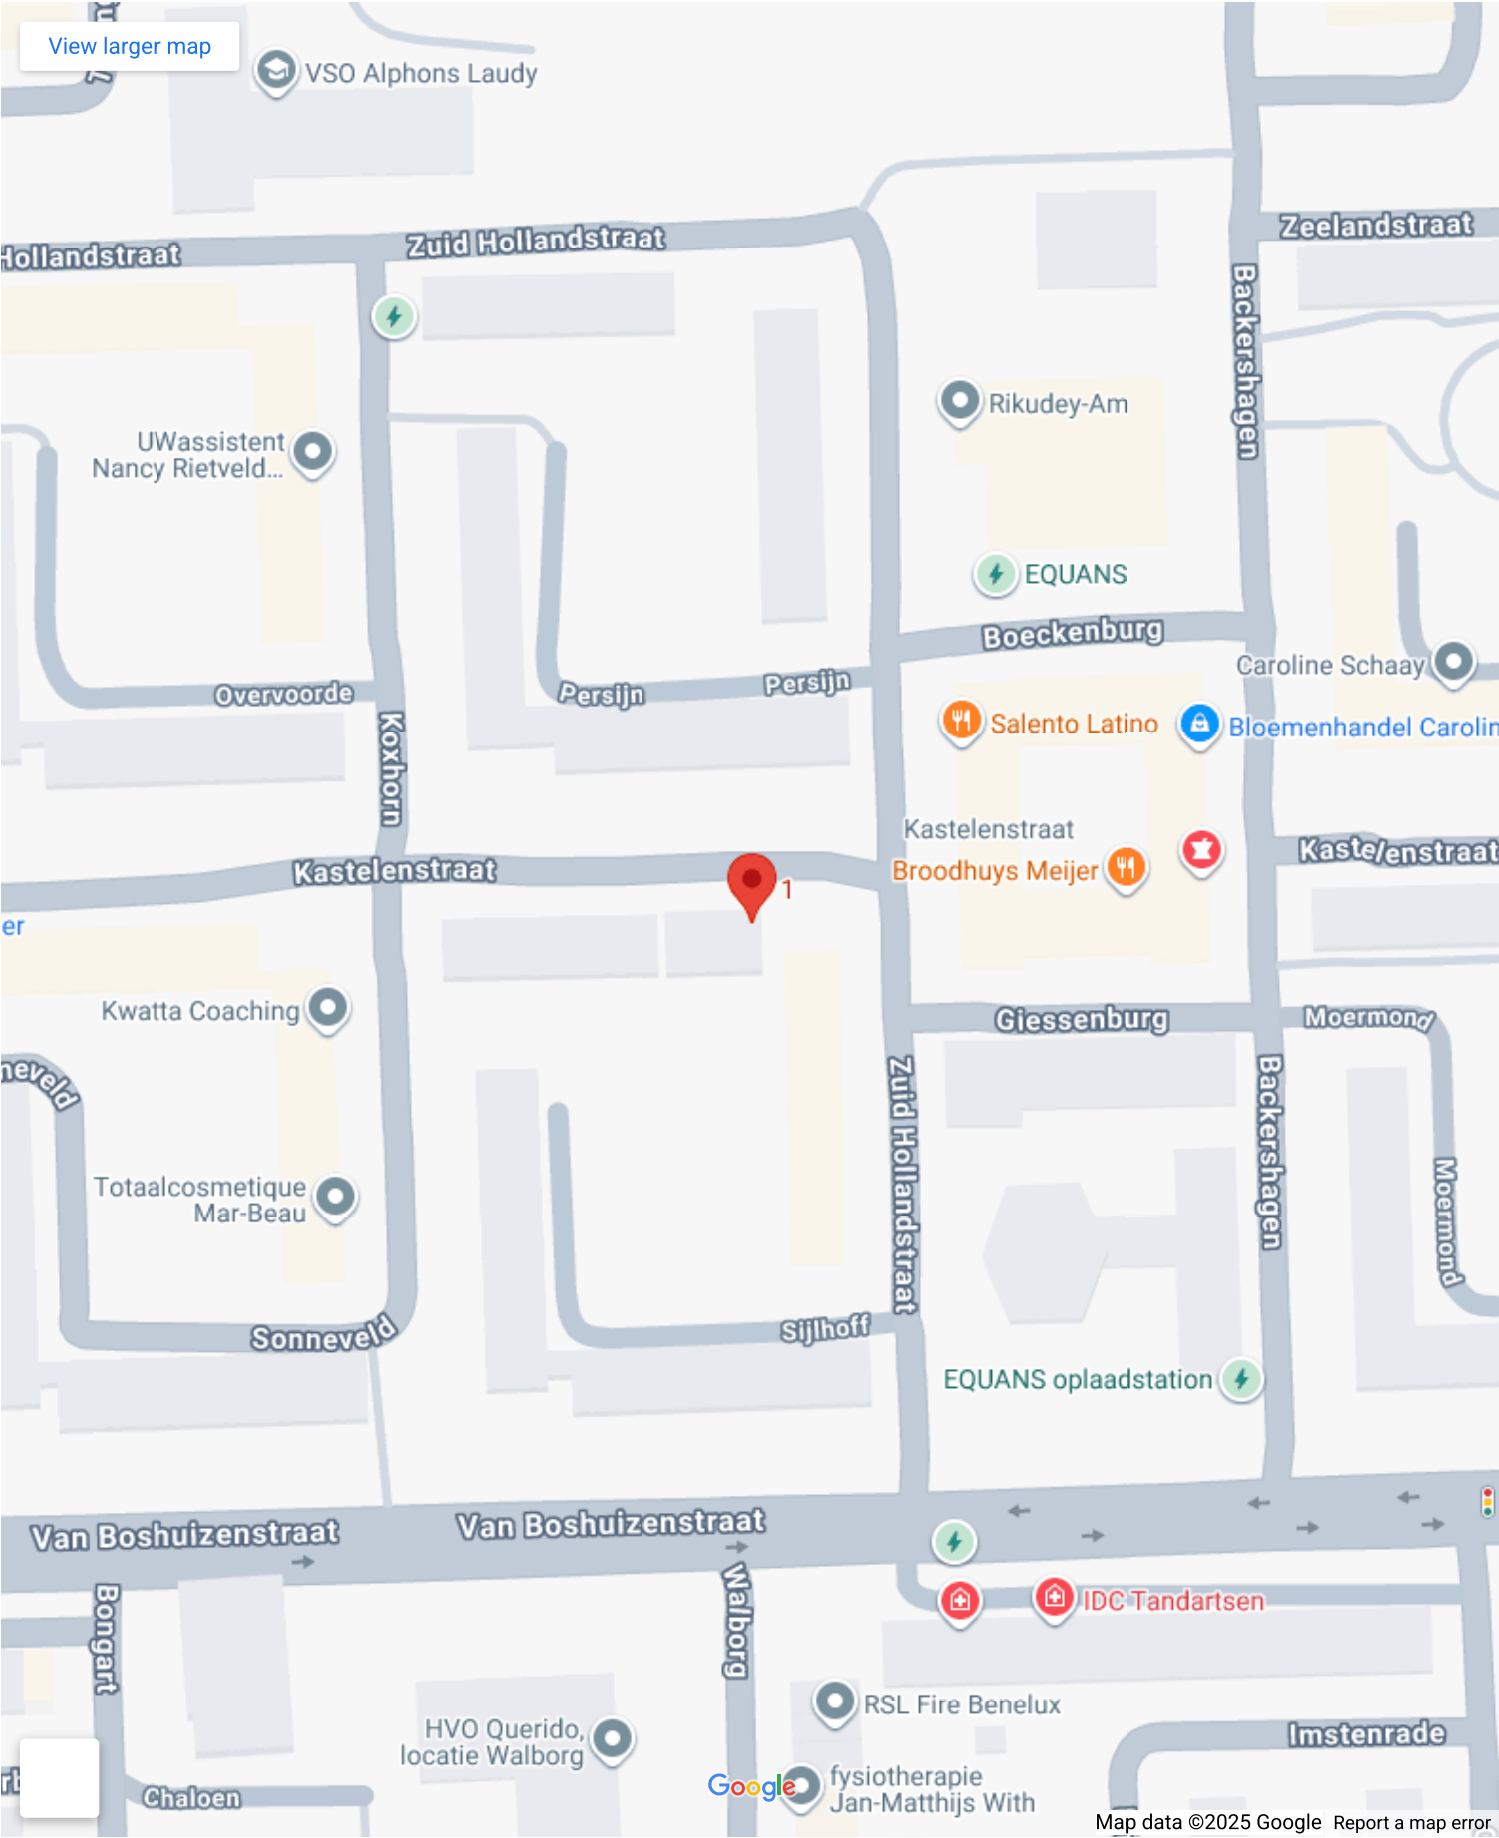 View larger map
VSO Alphons Laudy
Hollandstraat
Zuid Hollandstraat
Zeelandstraat
Backershagen
Rikudey-Am
UWassistent
Nancy Rietveld...
EQUANS
Boeckenburg
Caroline Schaay
Overvoorde
Persijn
Persijn
Koxhorn
Salento Latino
Bloemenhandel Carolin
Kastelenstraat
Kastelenstraat
Kastelenstraat
Broodhuys Meijer
1
er
Kwatta Coaching
Giessenburg
Moermond
neveld
Zuid Hollandstraat
Backershagen
Moermond
Totaalcosmetique
Mar-Beau
Sonneveld
Sijlhoff
EQUANS oplaadstation
Van Boshuizenstraat
Van Boshuizenstraat
Bongart
Walborg
IDC Tandartsen
RSL Fire Benelux
HVO Querido,
locatie Walborg
Imstenrade
Chaloen
Google
fysiotherapie
Jan-Matthijs With
Map data ©2025 Google
Report a map error